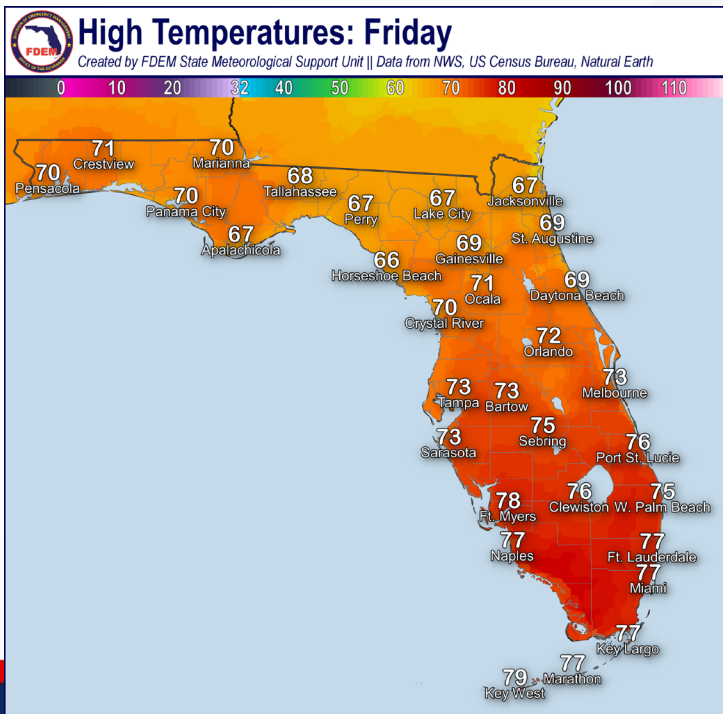 High Temperatures: Friday
FDEM
Created by FDEM State Meteorological Support Unit || Data from NWS, US Census Bureau, Natural Earth
0 10 20 32 40 50 60 70 80 90 100 110
71
Crestview
70
Marianna
70
Pensacola
68
Tallahassee
70
Panama City
67
Perry
67
Lake City
67
Jacksonville
67
Apalachicola
69
St. Augustine
69
Gainesville
66
Horseshoe Beach
71
Ocala
69
Daytona Beach
70
Crystal River
72
Orlando
73
Melbourne
73
Tampa
73
Bartow
75
Sebring
73
Sarasota
76
Port St. Lucie
78
Ft. Myers
76
Clewiston
75
W. Palm Beach
77
Naples
77
Ft. Lauderdale
77
Miami
77
Key Largo
77
Marathon
79
Key West